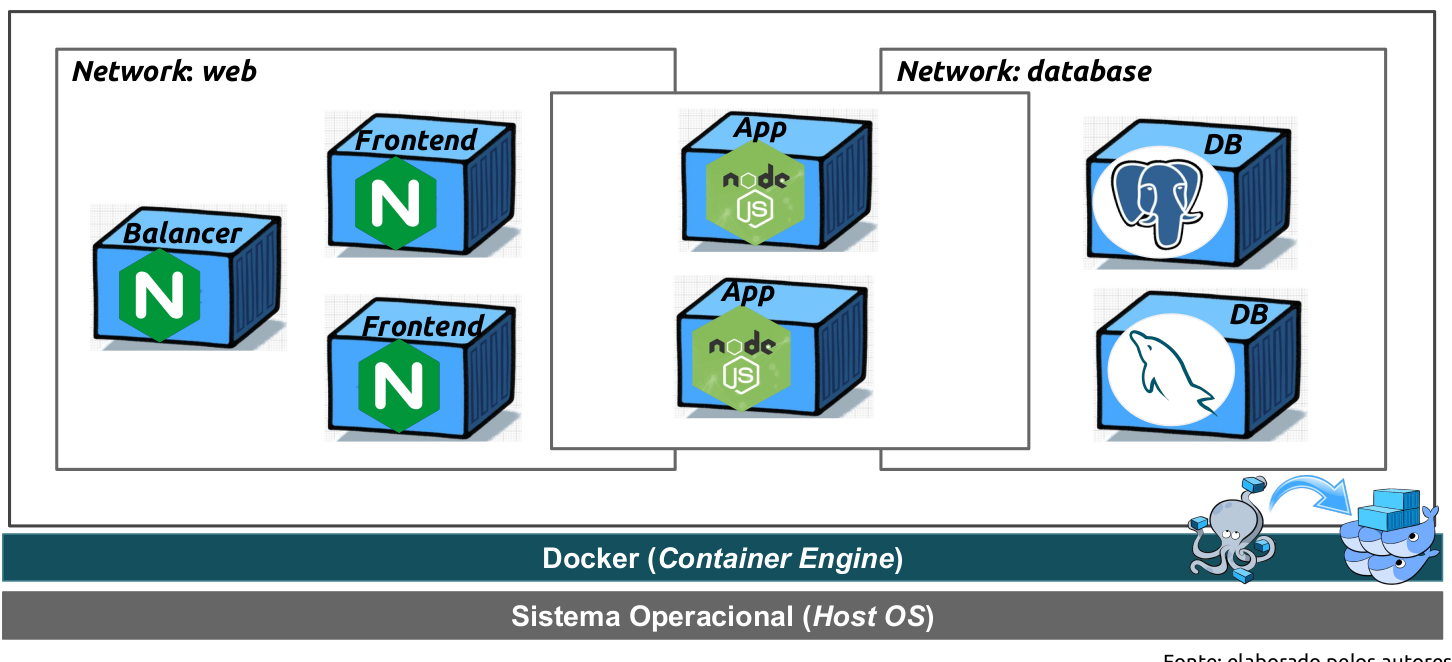 Network: web
Network: database
Frontend
App
node
JS
DB
Balancer
N
N
Frontend
N
App
node
JS
DB
Docker (Container Engine)
Sistema Operacional (Host OS)
Fonte: elaborado pelos autores